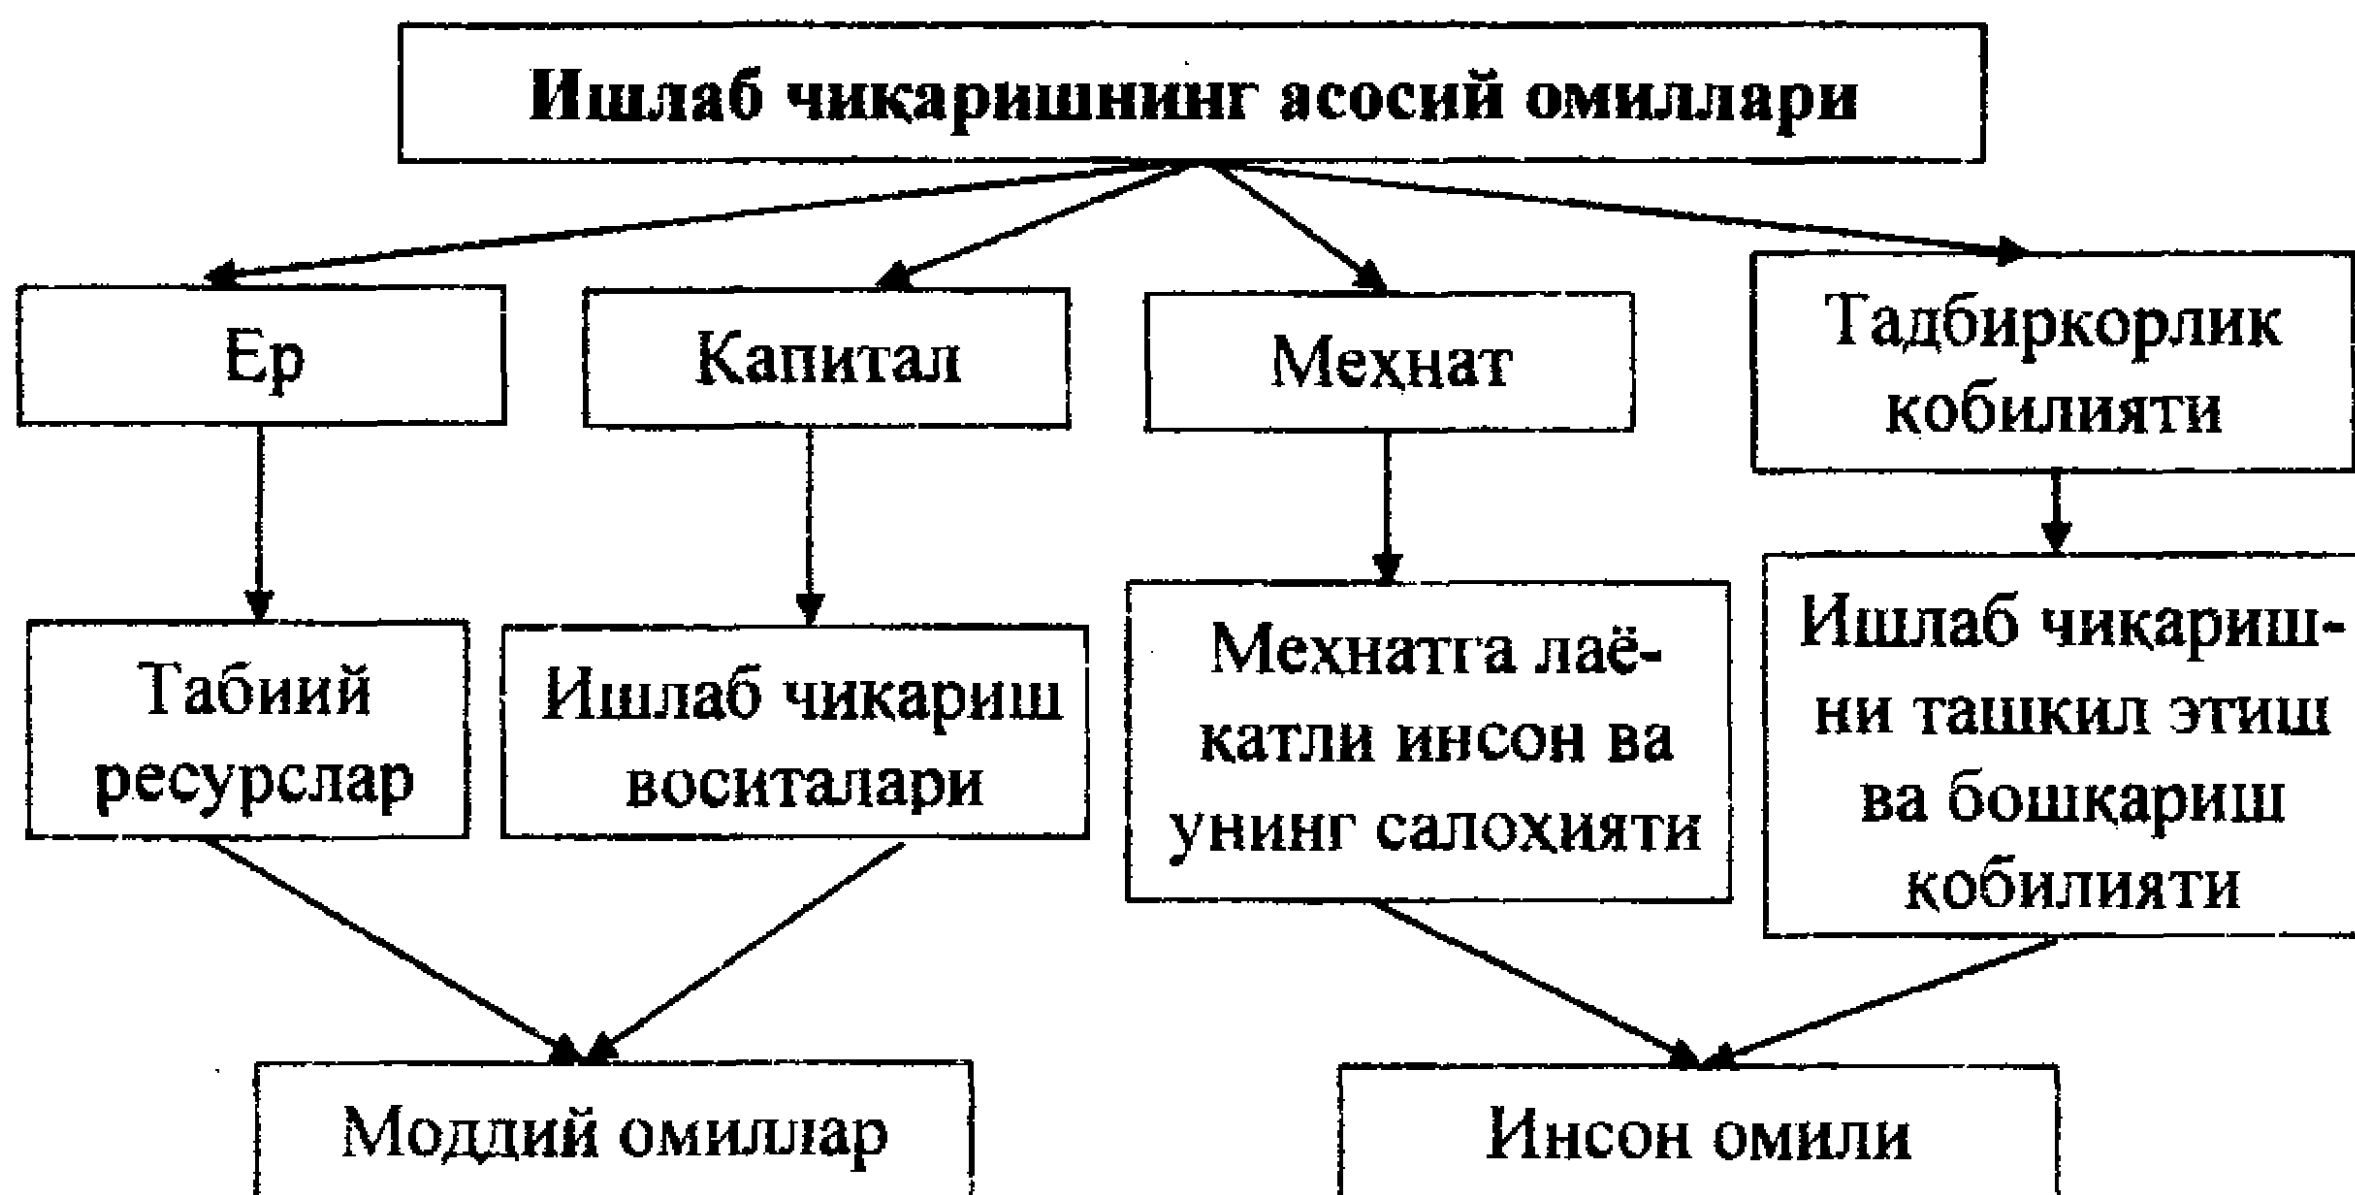 Ишлаб чиқаришнинг асосий омиллари
Ер
Капитал
Меҳнат
Тадбиркорлик
қобилияти
Табиий
ресурслар
Ишлаб чиқариш
воситалари
Меҳнатга лаё-
қатли инсон ва
унинг салоҳияти
Ишлаб чиқариш-
ни ташкил этиш
ва бошқариш
қобилияти
Моддий омиллар
Инсон омили